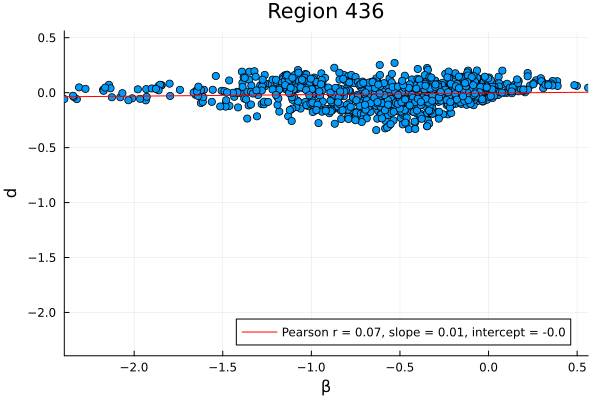 Region 436
0.5
0.0
−0.5
−1.0
−1.5
−2.0
d
Pearson r = 0.07, slope = 0.01, intercept = -0.0
−2.0 −1.5 −1.0 −0.5 0.0 0.5
β